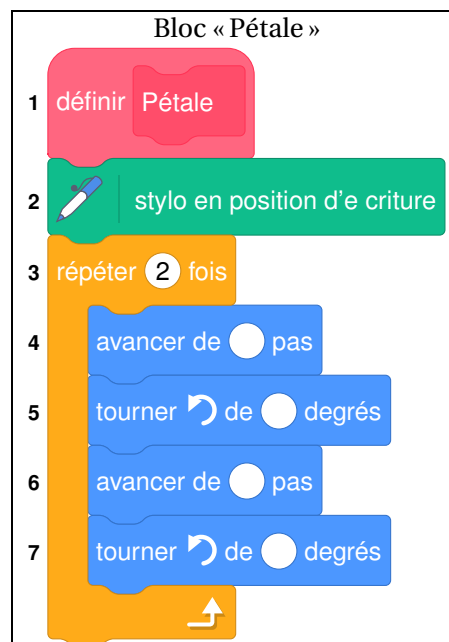 Bloc « Pétale »
1 définir Pétale
2 stylo en position d'e criture
3 répéter 2 fois
4 avancer de pas
5 tourner de degrés
6 avancer de pas
7 tourner de degrés